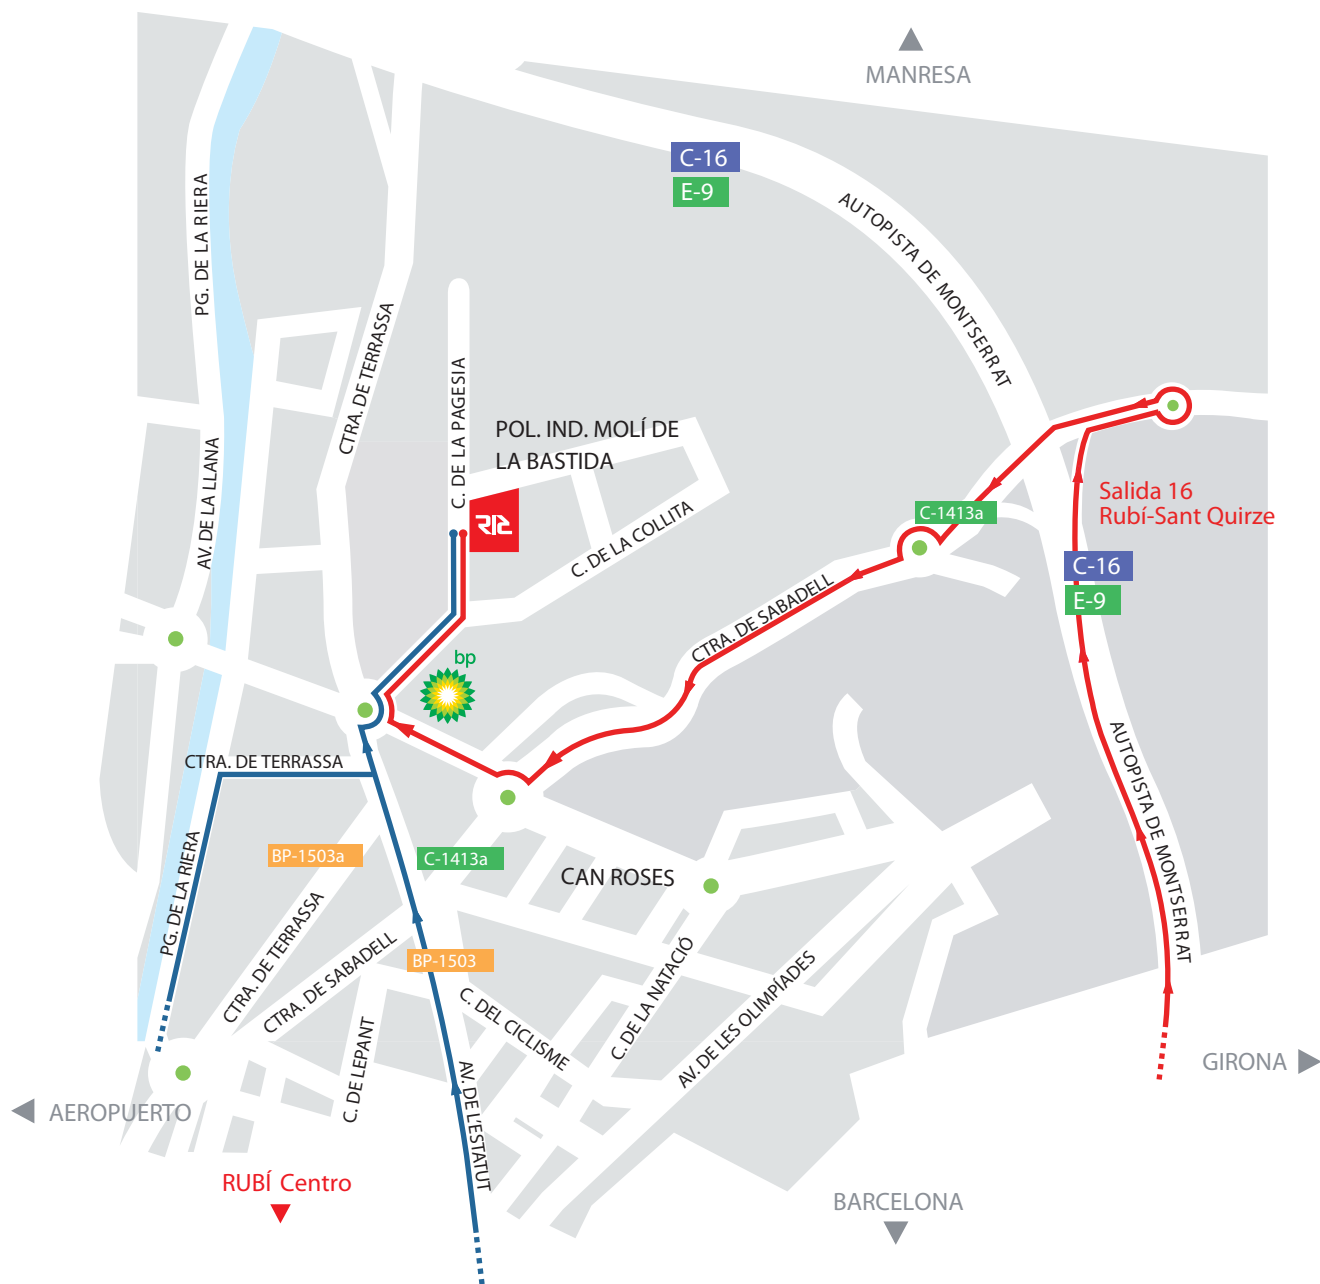 MANRESA
C-16
E-9
AUTOPISTA DE MONTSERRAT
PG. DE LA RIERA
CTRA. DE TERRASSA
C. DE LA PAGESIA
POL. IND. MOLÍ DE
LA BASTIDA
AV. DE LA LLANA
C. DE LA COLLITA
C-1413a
Salida 16
Rubí-Sant Quirze
C-16
E-9
CTRA. DE SABADELL
bp
CTRA. DE TERRASSA
AUTOPISTA DE MONTSERRAT
BP-1503a
C-1413a
CAN ROSES
PG. DE LA RIERA
CTRA. DE TERRASSA
CTRA. DE SABADELL
BP-1503
C. DEL CICLISME
C. DE LA NATACIÓ
AV. DE LES OLIMPÍADES
C. DE LEPANT
AV. DE L'ESTATUT
GIRONA
AEROPUERTO
RUBÍ Centro
BARCELONA